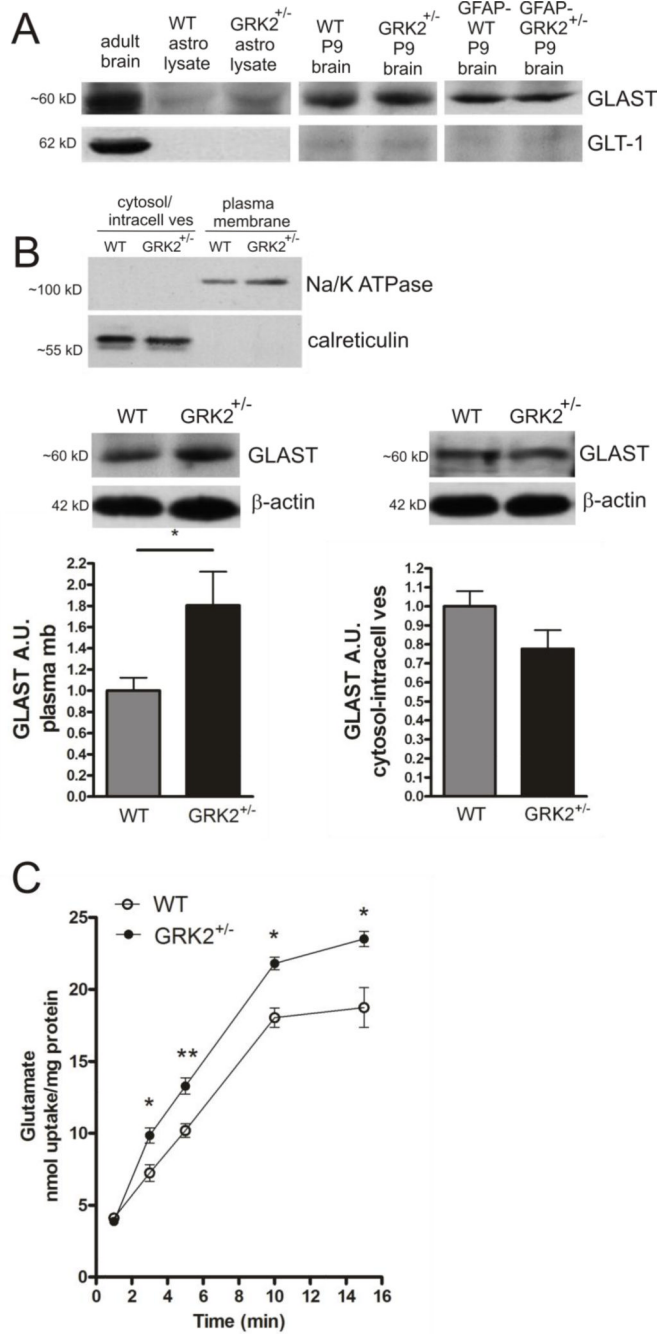 A
adult brain
WT astro lysate
GRK2+/- astro lysate
WT P9 brain
GRK2+/- P9 brain
GFAP- WT P9 brain
GFAP- GRK2+/- P9 brain
~60 kD
GLAST
62 kD
GLT-1
B
cytosol/ intracell ves
plasma membrane
WT GRK2+/- WT GRK2+/-
~100 kD
Na/K ATPase
~55 kD
calreticulin
WT GRK2+/-
~60 kD
GLAST
42 kD
β-actin
*
GLAST A.U.
plasma mb
2.2
2.0
1.8
1.6
1.4
1.2
1.0
0.8
0.6
0.4
0.2
0.0
WT GRK2+/-
WT GRK2+/-
~60 kD
GLAST
42 kD
β-actin
GLAST A.U.
cytosol-intracell ves
1.2
1.1
1.0
0.9
0.8
0.7
0.6
0.5
0.4
0.3
0.2
0.1
0.0
WT GRK2+/-
C
WT
GRK2+/-
Glutamate
nmol uptake/mg protein
25
20
15
10
5
0
*
**
*
*
0 2 4 6 8 10 12 14 16
Time (min)